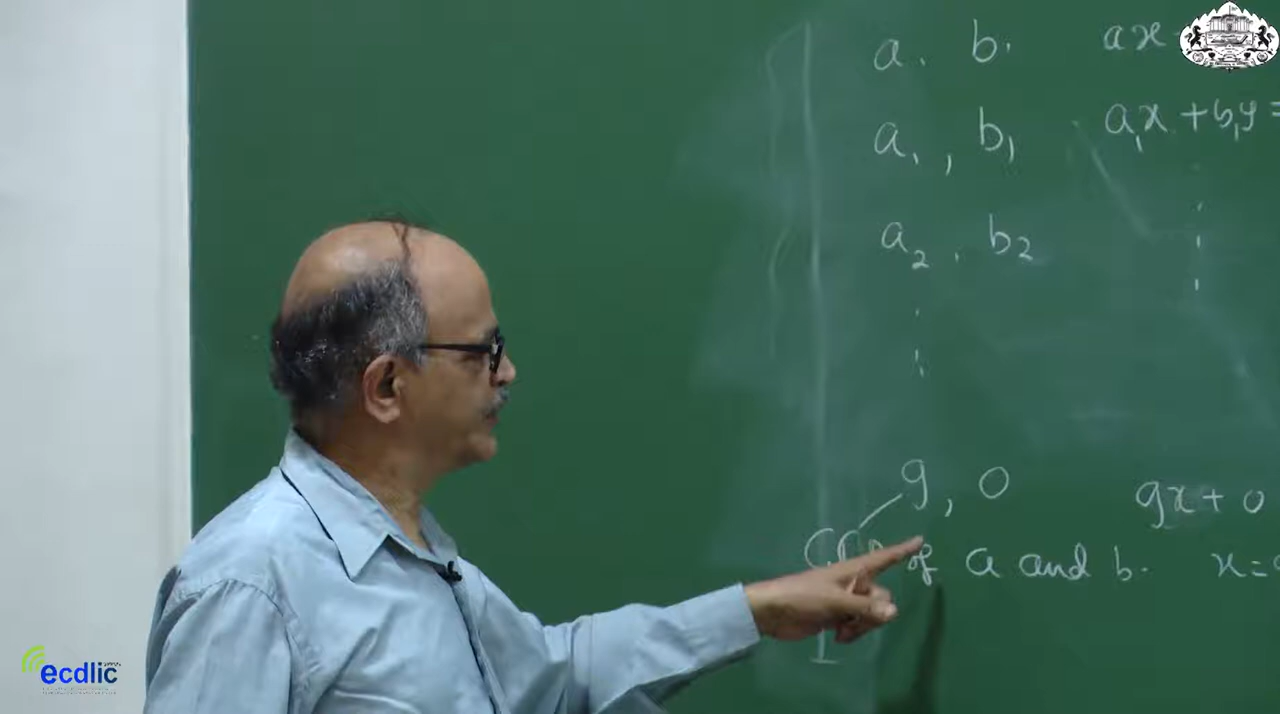 a, b. ax
a₁, b₁ a₁x + b₁y =
a₂, b₂
g, 0 gx + 0
of a and b. x =
ecdlic